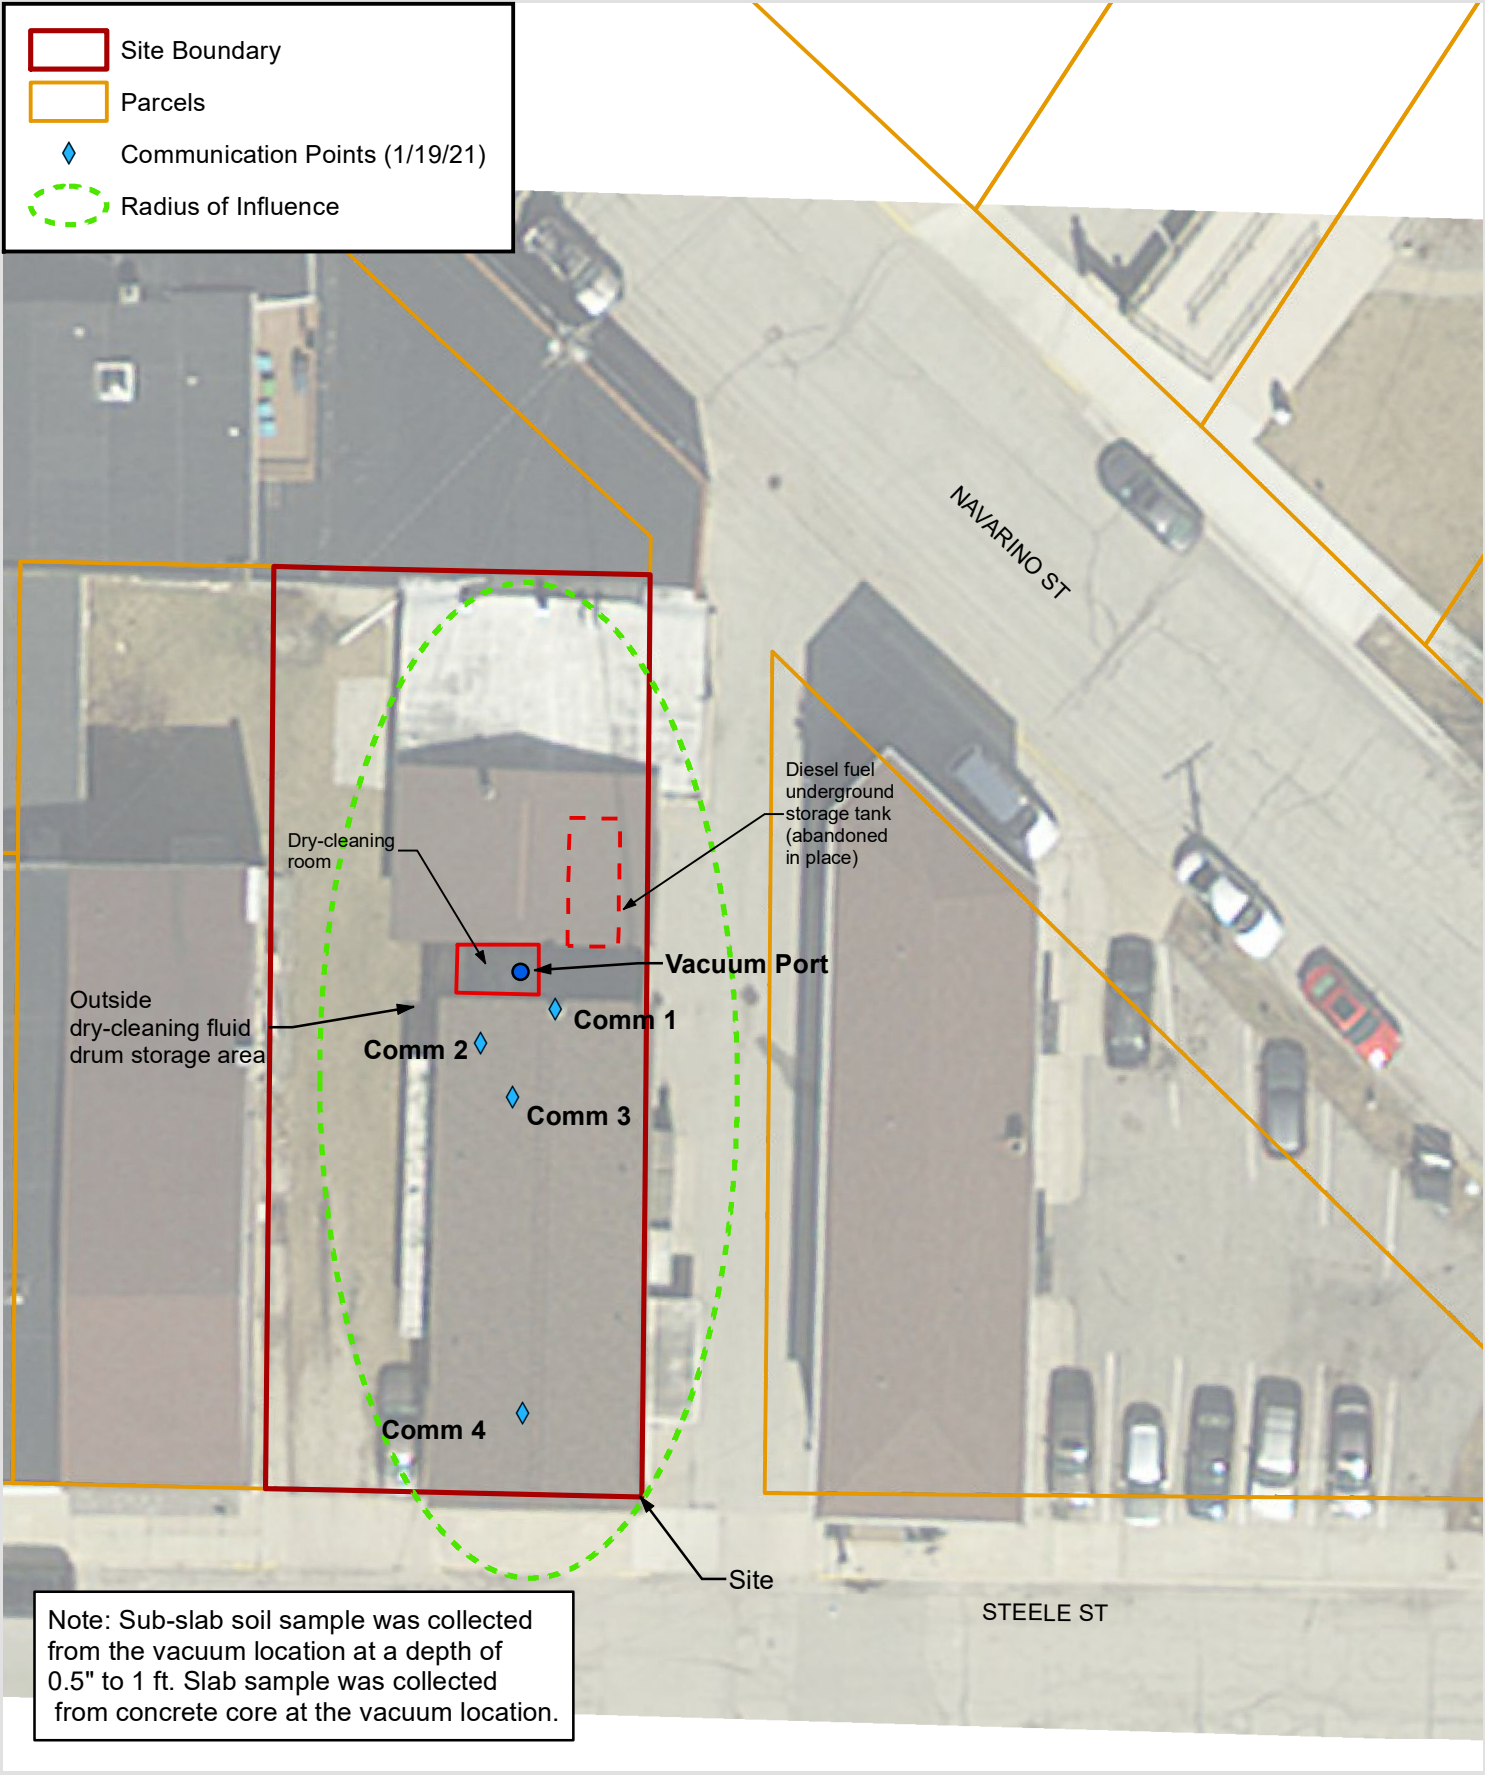 Site Boundary
Parcels
Communication Points (1/19/21)
Radius of Influence
NAVARINO ST
Diesel fuel
underground
storage tank
(abandoned
in place)
Dry-cleaning
room
Vacuum Port
Outside
dry-cleaning fluid
drum storage area
Comm 1
Comm 2
Comm 3
Comm 4
Site
STEELE ST
Note: Sub-slab soil sample was collected
from the vacuum location at a depth of
0.5" to 1 ft. Slab sample was collected
from concrete core at the vacuum location.